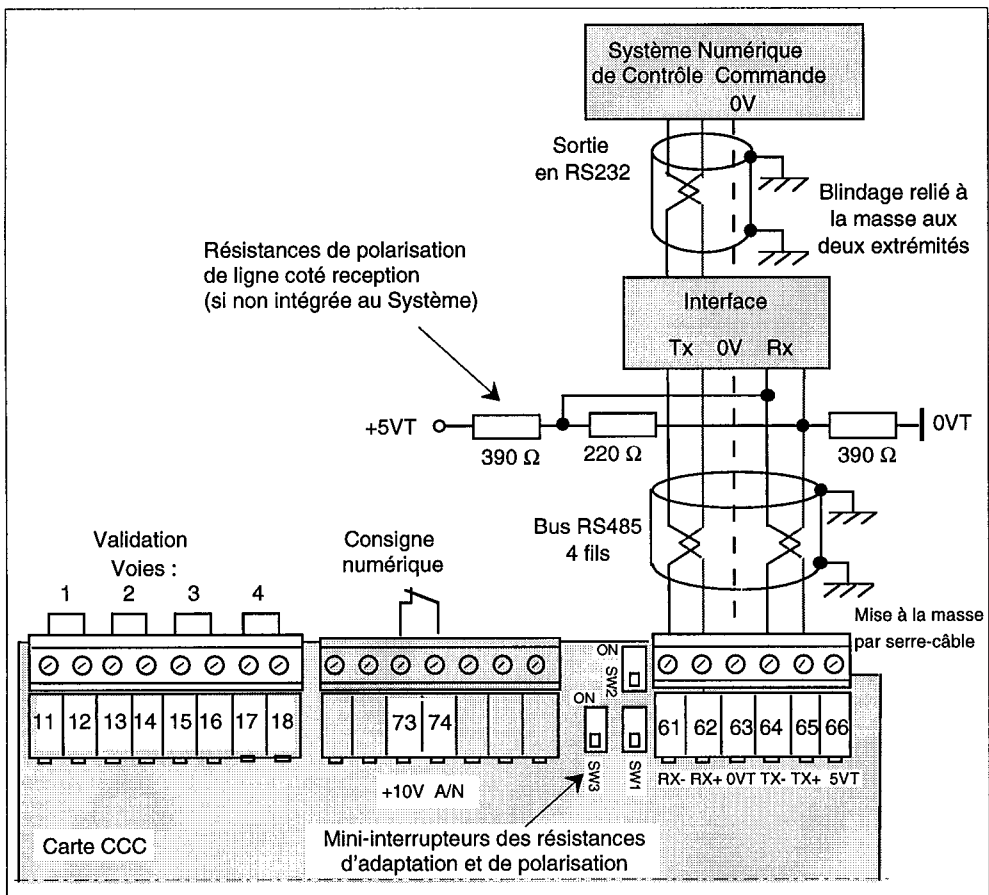 Système Numérique
de Contrôle Commande
0V
Sortie
en RS232
Blindage relié à
la masse aux
deux extrémités
Résistances de polarisation
de ligne coté reception
(si non intégrée au Système)
Interface
Tx 0V Rx
+5VT
390 Ω
220 Ω
390 Ω
0VT
Bus RS485
4 fils
Validation
Voies :
1 2 3 4
Consigne
numérique
Mise à la masse
par serre-câble
ON
SW2
ON
SW3
SW1
11 12 13 14 15 16 17 18
73 74
61 62 63 64 65 66
RX- RX+ 0VT TX- TX+ 5VT
+10V A/N
Mini-interrupteurs des résistances
d'adaptation et de polarisation
Carte CCC